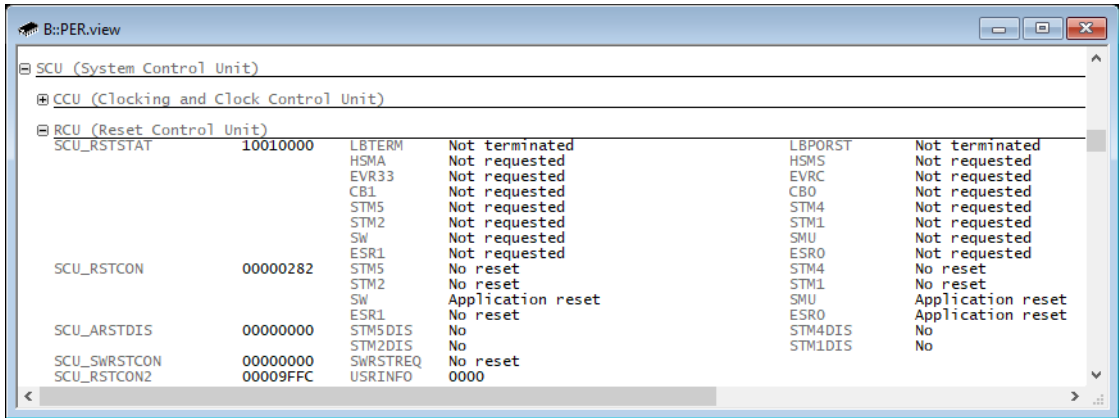 B::PER.view
SCU (System Control Unit)
CCU (Clocking and Clock Control Unit)
RCU (Reset Control Unit)
SCU_RSTSTAT 10010000 LBTERM Not terminated LBPORST Not terminated
HSMA Not requested HSMS Not requested
EVR33 Not requested EVRC Not requested
CB1 Not requested CB0 Not requested
STM5 Not requested STM4 Not requested
STM2 Not requested STM1 Not requested
SW Not requested SMU Not requested
ESR1 Not requested ESR0 Not requested
SCU_RSTCON 00000282 STM5 No reset STM4 No reset
STM2 No reset STM1 No reset
SW Application reset SMU Application reset
ESR1 No reset ESR0 Application reset
SCU_ARSTDIS 00000000 STM5DIS No STM4DIS No
STM2DIS No STM1DIS No
SCU_SWRSTCON 00000000 SWRSTREQ No reset
SCU_RSTCON2 00009FFC USRINFO 0000